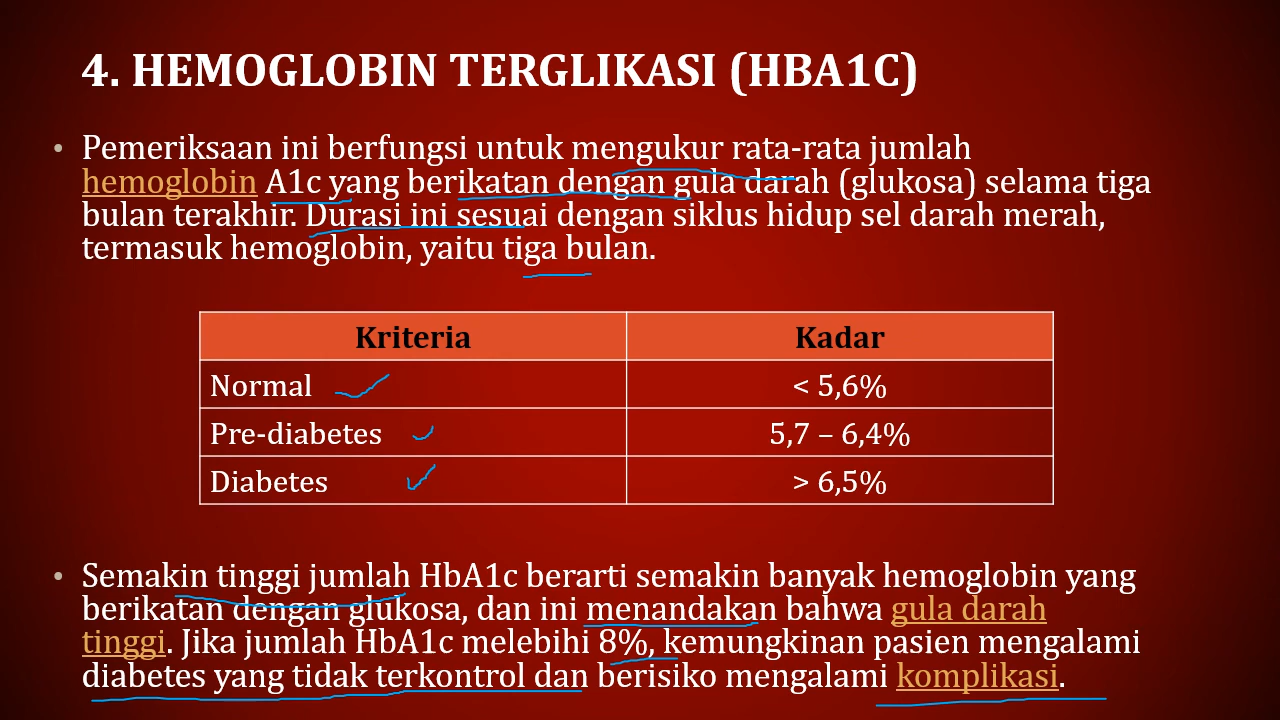 4. HEMOGLOBIN TERGLIKASI (HBA1C)
• Pemeriksaan ini berfungsi untuk mengukur rata-rata jumlah
hemoglobin A1c yang berikatan dengan gula darah (glukosa) selama tiga
bulan terakhir. Durasi ini sesuai dengan siklus hidup sel darah merah,
termasuk hemoglobin, yaitu tiga bulan.
Kriteria Kadar
Normal < 5,6%
Pre-diabetes 5,7 – 6,4%
Diabetes > 6,5%
• Semakin tinggi jumlah HbA1c berarti semakin banyak hemoglobin yang
berikatan dengan glukosa, dan ini menandakan bahwa gula darah
tinggi. Jika jumlah HbA1c melebihi 8%, kemungkinan pasien mengalami
diabetes yang tidak terkontrol dan berisiko mengalami komplikasi.